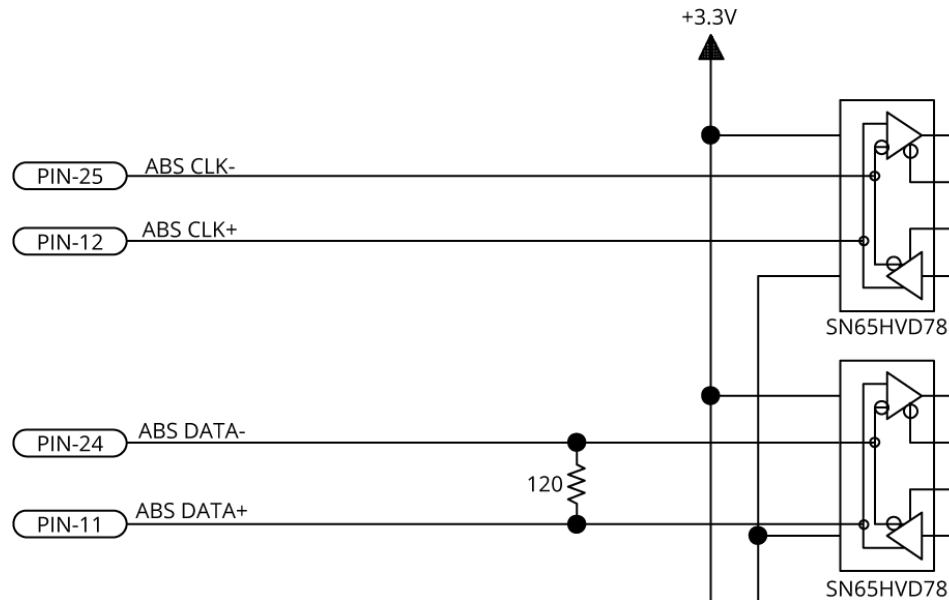 +3.3V
PIN-25 ABS CLK-
PIN-12 ABS CLK+
SN65HVD78
PIN-24 ABS DATA-
120
PIN-11 ABS DATA+
SN65HVD78